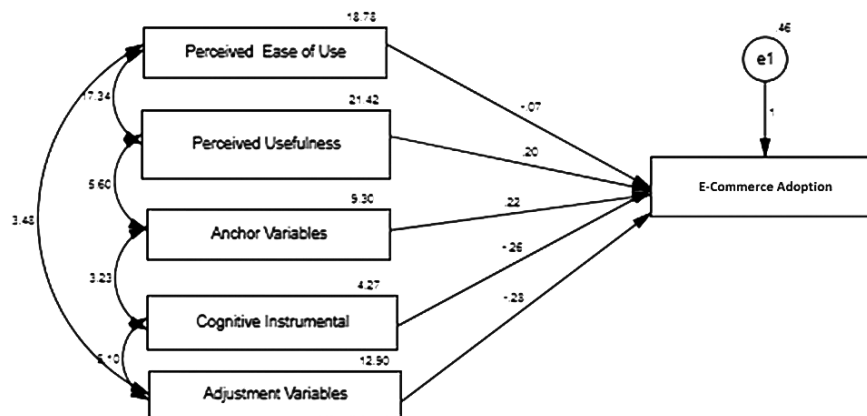 18.78
.46
Perceived Ease of Use
e1
-.07
17.34
21.42
1
Perceived Usefulness
.20
E-Commerce Adoption
5.60
9.30
.22
3.48
Anchor Variables
-.26
3.23
4.27
-.23
Cognitive Instrumental
12.90
Adjustment Variables